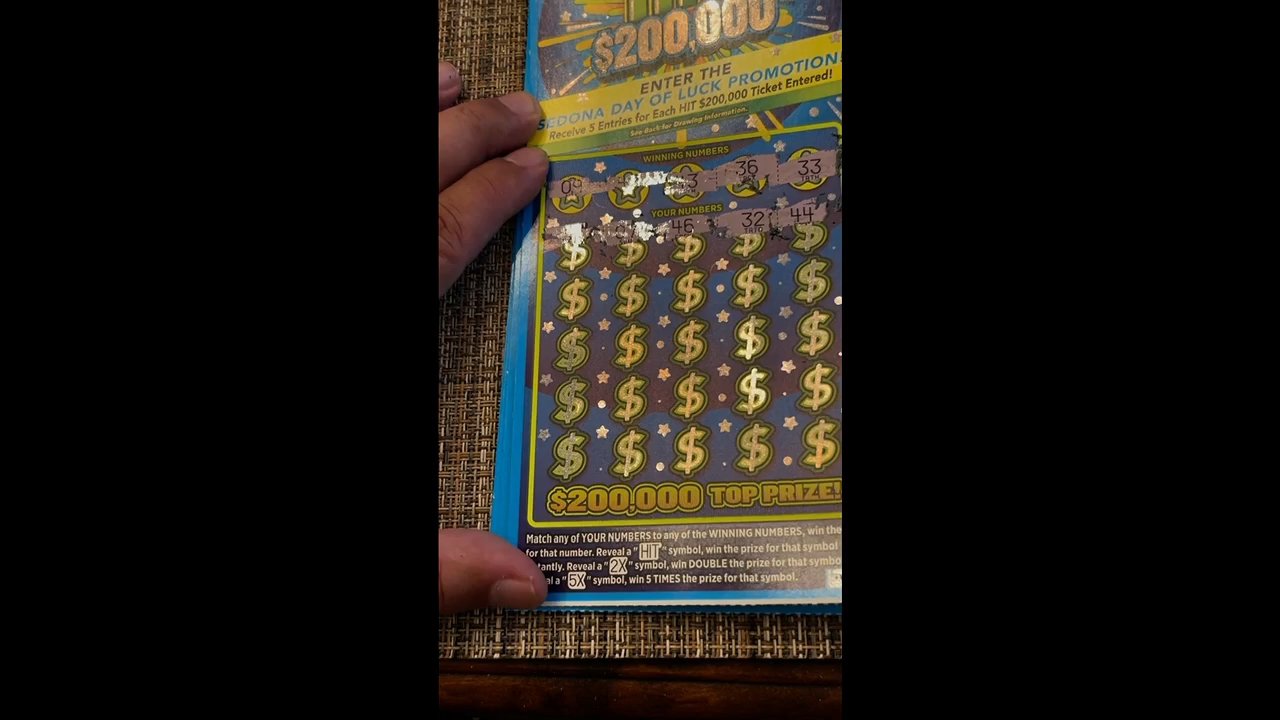 $200,000
ENTER THE
SEDONA DAY OF LUCK PROMOTION!
Receive 5 Entries for Each HIT $200,000 Ticket Entered!
See Back for Drawing Information.
WINNING NUMBERS
36 33
TRTH
YOUR NUMBERS
46 32 44
TRTO
$ $ $ $ $
$ $ $ $ $
$ $ $ $ $
$ $ $ $ $
$ $ $ $ $
$200,000 TOP PRIZE!
Match any of YOUR NUMBERS to any of the WINNING NUMBERS, win the
for that number. Reveal a "HIT" symbol, win the prize for that symbol
tantly. Reveal a "2X" symbol, win DOUBLE the prize for that symbo
al a "5X" symbol, win 5 TIMES the prize for that symbol.